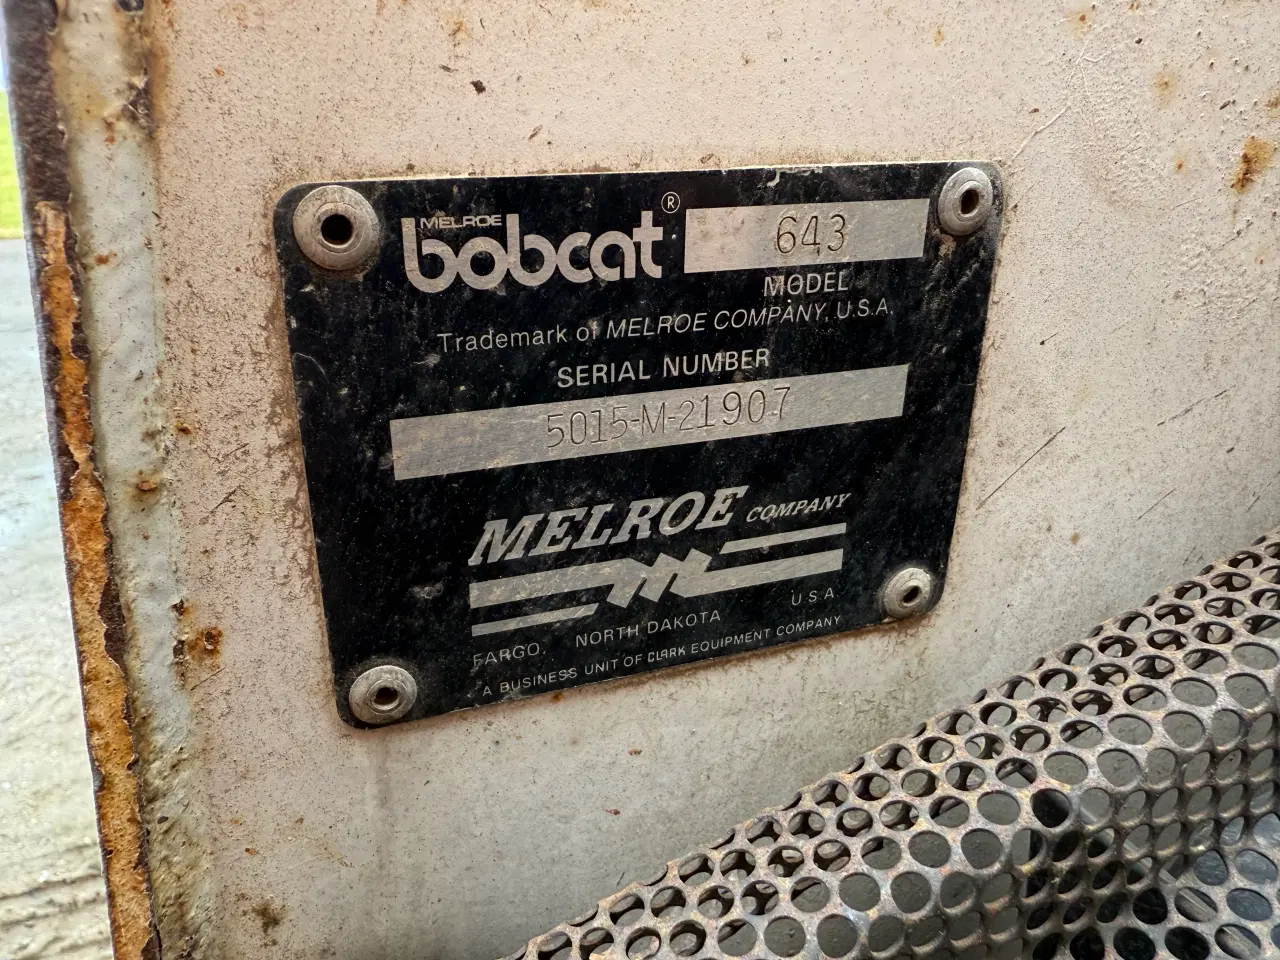 MELROE
bobcat ® 643
MODEL
Trademark of MELROE COMPANY, U.S.A.
SERIAL NUMBER
5015-M-21907
MELROE COMPANY
FARGO, NORTH DAKOTA U.S.A.
A BUSINESS UNIT OF CLARK EQUIPMENT COMPANY